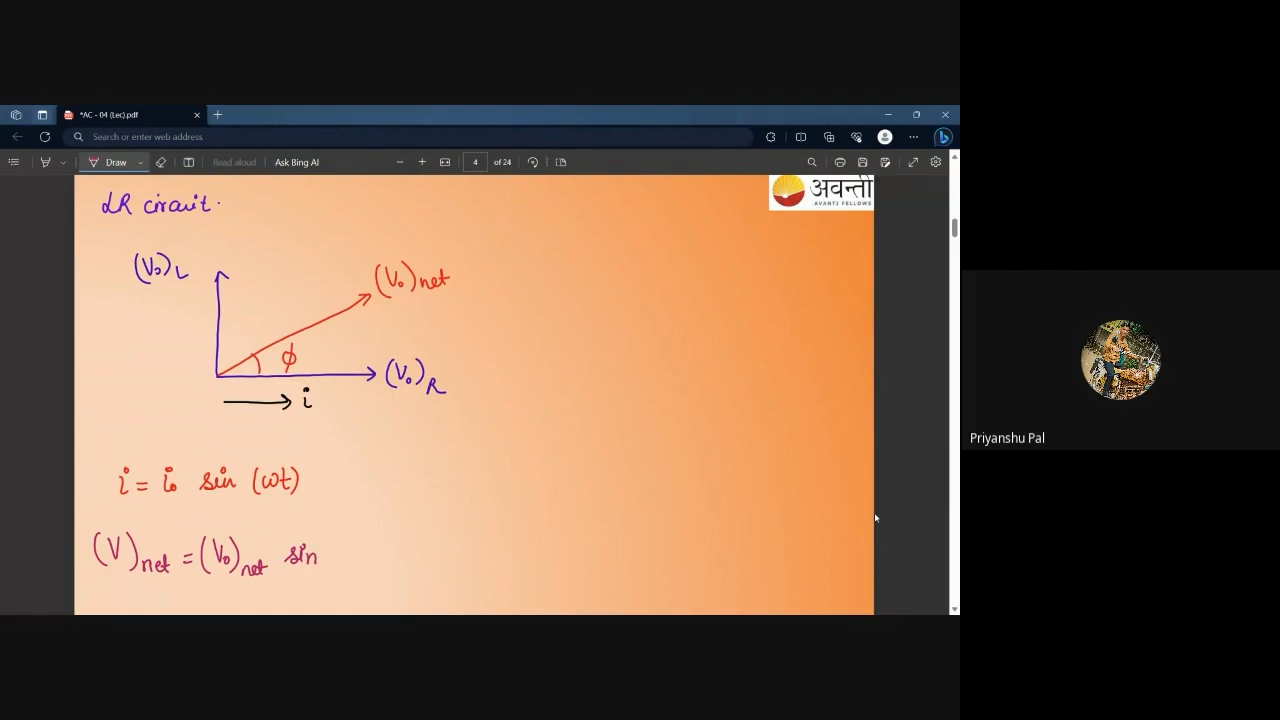 *AC - 04 (Lec).pdf
Search or enter web address
Draw
Read aloud
Ask Bing AI
4 of 24
LR circuit.
अवन्ती
AVANTI FELLOWS
(V₀)L
(V₀)net
ϕ
(V₀)R
i
i = i₀ sin (ωt)
(V)net = (V₀)net sin
Priyanshu Pal